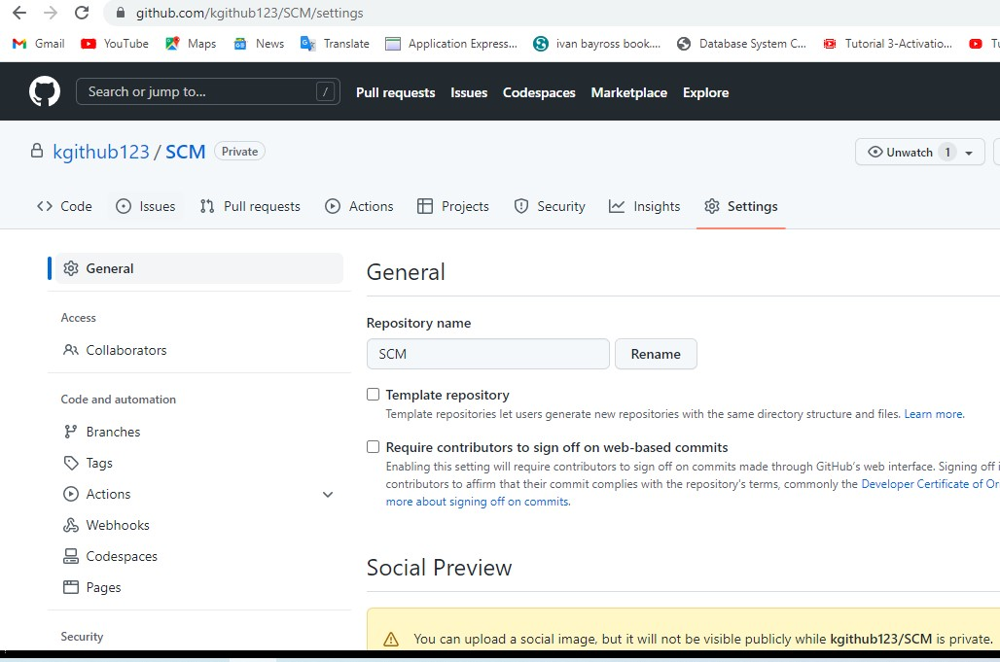 github.com/kgithub123/SCM/settings
Gmail YouTube Maps News Translate Application Express... ivan bayross book.... Database System C... Tutorial 3-Activatio...
Search or jump to... / Pull requests Issues Codespaces Marketplace Explore
kgithub123 / SCM Private Unwatch 1
Code Issues Pull requests Actions Projects Security Insights Settings
General
Access
Collaborators
Code and automation
Branches
Tags
Actions
Webhooks
Codespaces
Pages
Security
General
Repository name
SCM Rename
Template repository
Template repositories let users generate new repositories with the same directory structure and files. Learn more.
Require contributors to sign off on web-based commits
Enabling this setting will require contributors to sign off on commits made through GitHub's web interface. Signing off
contributors to affirm that their commit complies with the repository's terms, commonly the Developer Certificate of
more about signing off on commits.
Social Preview
You can upload a social image, but it will not be visible publicly while kgithub123/SCM is private.